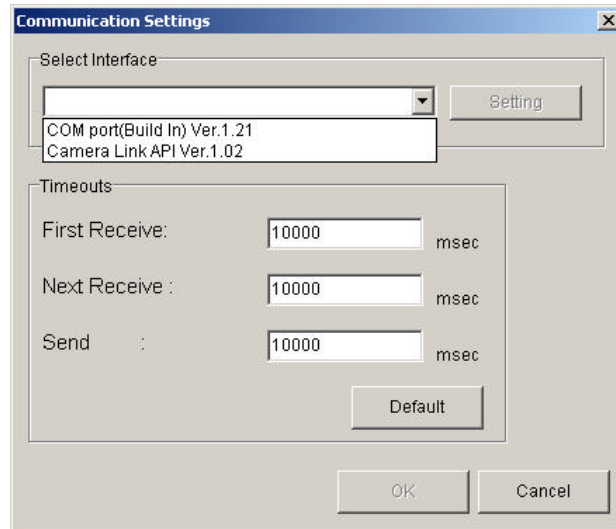 Communication Settings
Select Interface
Setting
COM port(Build In) Ver.1.21
Camera Link API Ver.1.02
Timeouts
First Receive: 10000 msec
Next Receive : 10000 msec
Send : 10000 msec
Default
OK Cancel